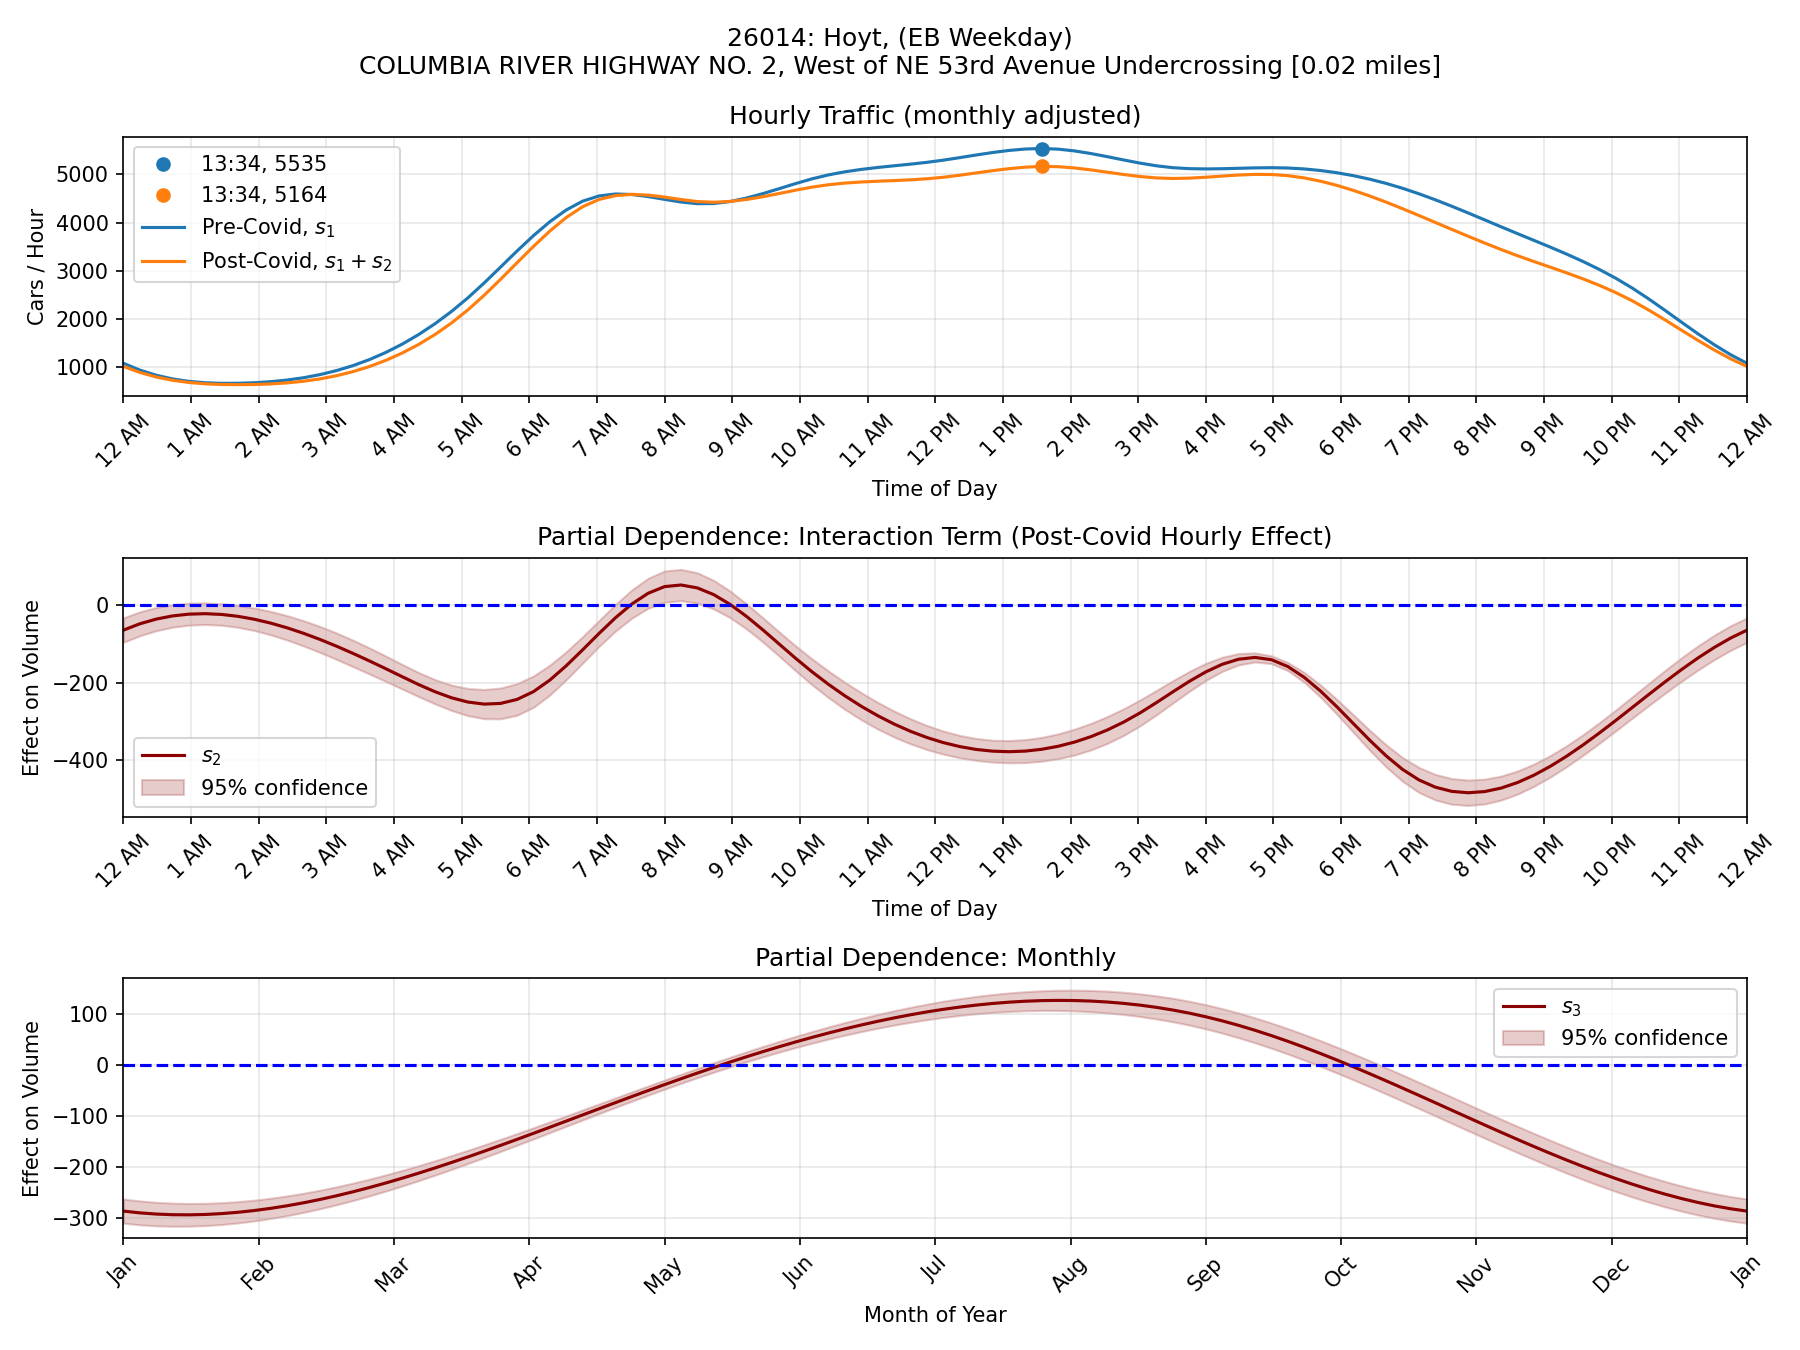 26014: Hoyt, (EB Weekday)
COLUMBIA RIVER HIGHWAY NO. 2, West of NE 53rd Avenue Undercrossing [0.02 miles]
Hourly Traffic (monthly adjusted)
Cars / Hour
5000
4000
3000
2000
1000
13:34, 5535
13:34, 5164
Pre-Covid, s₁
Post-Covid, s₁ + s₂
12 AM 1 AM 2 AM 3 AM 4 AM 5 AM 6 AM 7 AM 8 AM 9 AM 10 AM 11 AM 12 PM 1 PM 2 PM 3 PM 4 PM 5 PM 6 PM 7 PM 8 PM 9 PM 10 PM 11 PM 12 AM
Time of Day
Partial Dependence: Interaction Term (Post-Covid Hourly Effect)
Effect on Volume
0
−200
−400
s₂
95% confidence
12 AM 1 AM 2 AM 3 AM 4 AM 5 AM 6 AM 7 AM 8 AM 9 AM 10 AM 11 AM 12 PM 1 PM 2 PM 3 PM 4 PM 5 PM 6 PM 7 PM 8 PM 9 PM 10 PM 11 PM 12 AM
Time of Day
Partial Dependence: Monthly
Effect on Volume
100
0
−100
−200
−300
s₃
95% confidence
Jan Feb Mar Apr May Jun Jul Aug Sep Oct Nov Dec Jan
Month of Year